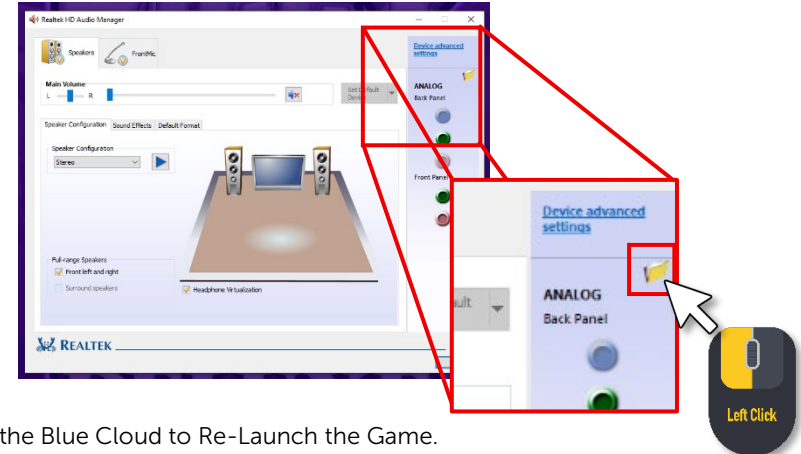 Realtek HD Audio Manager
Speakers
FrontMic
Device advanced
settings
Main Volume
L
R
Set Default
Device
ANALOG
Back Panel
Speaker Configuration Sound Effects Default Format
Speaker Configuration
Stereo
Front Panel
Full-range Speakers
Front left and right
Surround speakers
Headphone Virtualization
REALTEK
Device advanced
settings
ault
ANALOG
Back Panel
Left Click
the Blue Cloud to Re-Launch the Game.